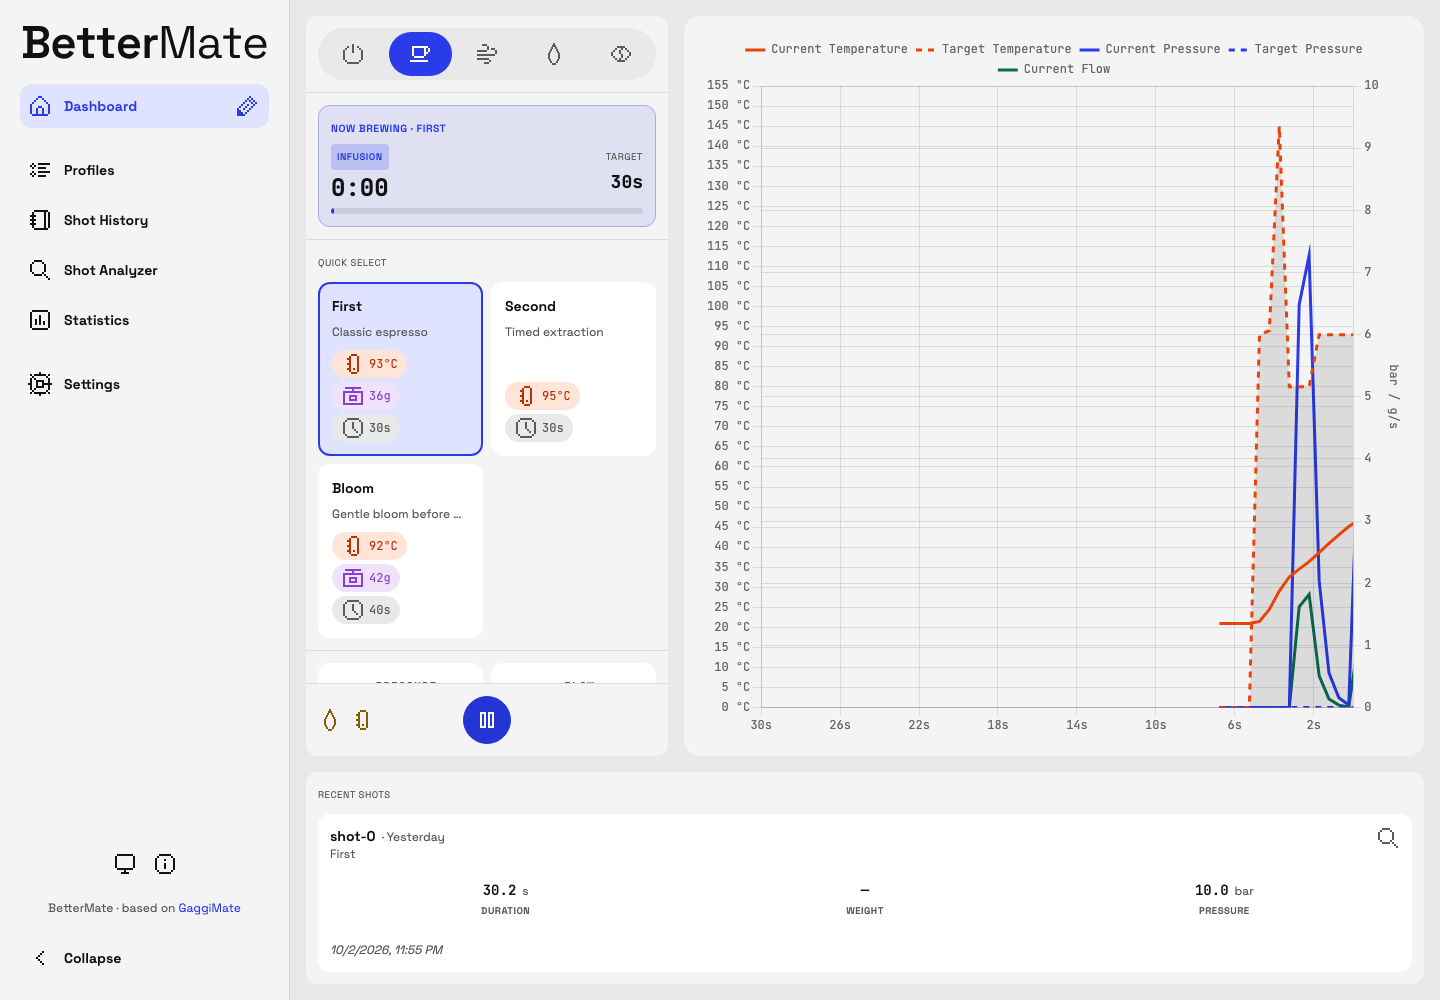 BetterMate
Dashboard
Profiles
Shot History
Shot Analyzer
Statistics
Settings
BetterMate · based on GaggiMate
Collapse
NOW BREWING · FIRST
INFUSION
TARGET
0:00
30s
QUICK SELECT
First
Classic espresso
93°C
36g
30s
Second
Timed extraction
95°C
30s
Bloom
Gentle bloom before …
92°C
42g
40s
Current Temperature Target Temperature Current Pressure Target Pressure
Current Flow
155 °C
150 °C
145 °C
140 °C
135 °C
130 °C
125 °C
120 °C
115 °C
110 °C
105 °C
100 °C
95 °C
90 °C
85 °C
80 °C
75 °C
70 °C
65 °C
60 °C
55 °C
50 °C
45 °C
40 °C
35 °C
30 °C
25 °C
20 °C
15 °C
10 °C
5 °C
0 °C
10
9
8
7
6
5
4
3
2
1
0
bar / g/s
30s 26s 22s 18s 14s 10s 6s 2s
RECENT SHOTS
shot-0 · Yesterday
First
30.2 s
DURATION
—
WEIGHT
10.0 bar
PRESSURE
10/2/2026, 11:55 PM